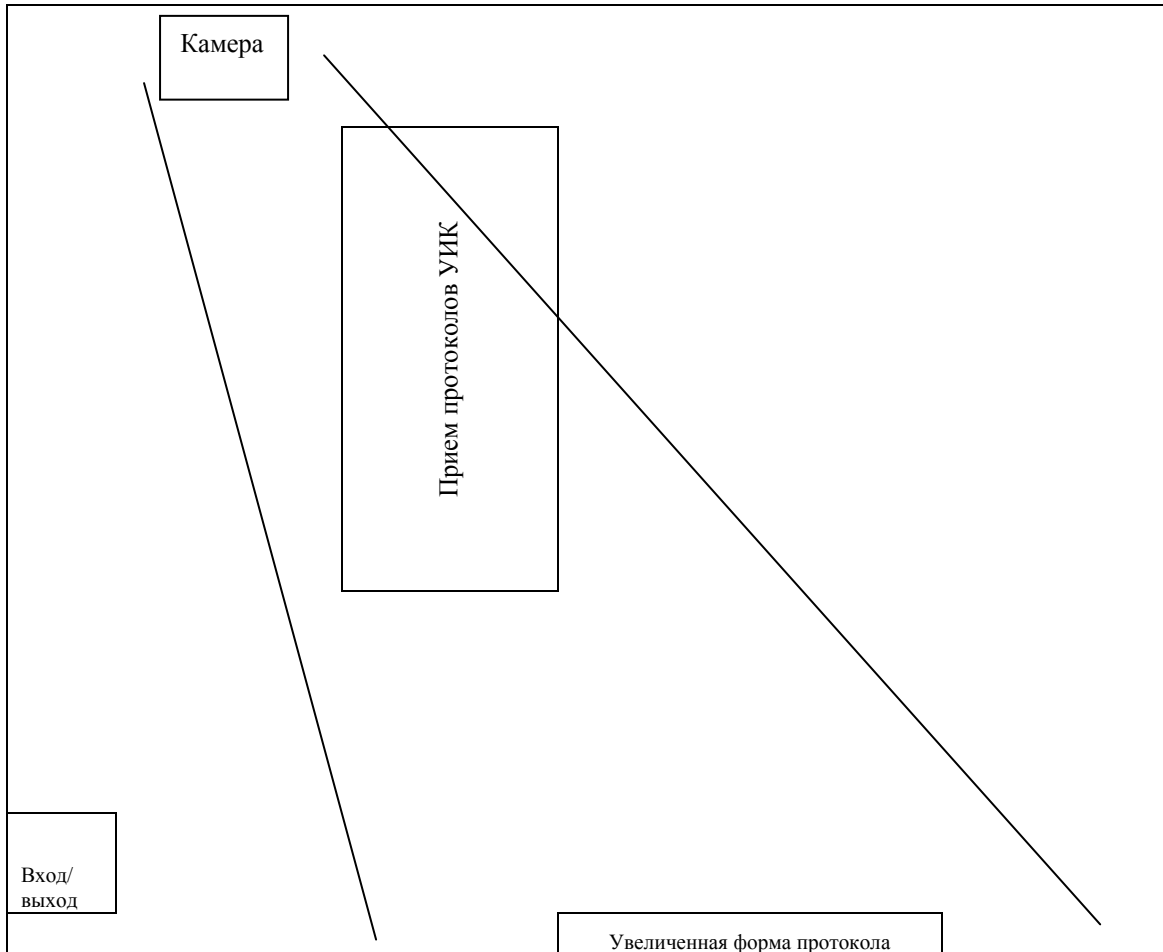 Камера
Прием протоколов УИК
Вход/
выход
Увеличенная форма протокола